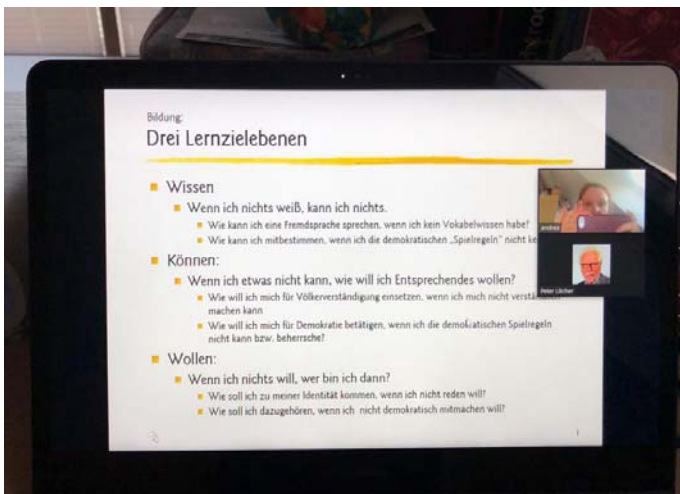 Bildung:
Drei Lernzielebenen
Wissen
Wenn ich nichts weiß, kann ich nichts.
Wie kann ich eine Fremdsprache sprechen, wenn ich kein Vokabelwissen habe?
Wie kann ich mitbestimmen, wenn ich die demokratischen „Spielregeln" nicht
Können:
Wenn ich etwas nicht kann, wie will ich Entsprechendes wollen?
Wie will ich mich für Völkerverständigung einsetzen, wenn ich mich nicht
machen kann
Wie will ich mich für Demokratie betätigen, wenn ich die demokratischen Spielregeln
nicht kann bzw. beherrsche?
Wollen:
Wenn ich nichts will, wer bin ich dann?
Wie soll ich zu meiner Identität kommen, wenn ich nicht reden will?
Wie soll ich dazugehören, wenn ich nicht demokratisch mitmachen will?
andrea
Peter